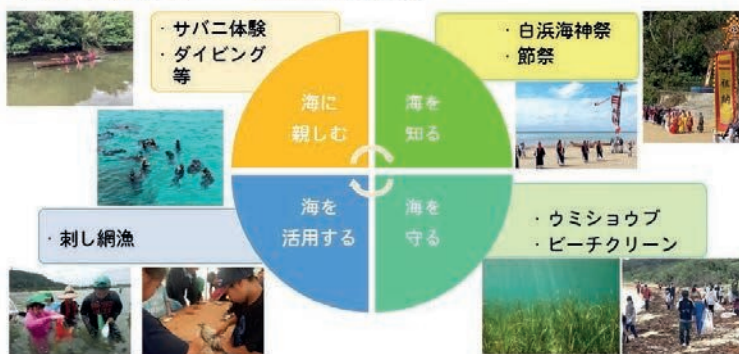 ・サバニ体験
・ダイビング
等
・白浜海神祭
・節祭
海に
親しむ
海を
知る
海を
活用する
海を
守る
・刺し網漁
・ウミショウブ
・ビーチクリーン
祖納